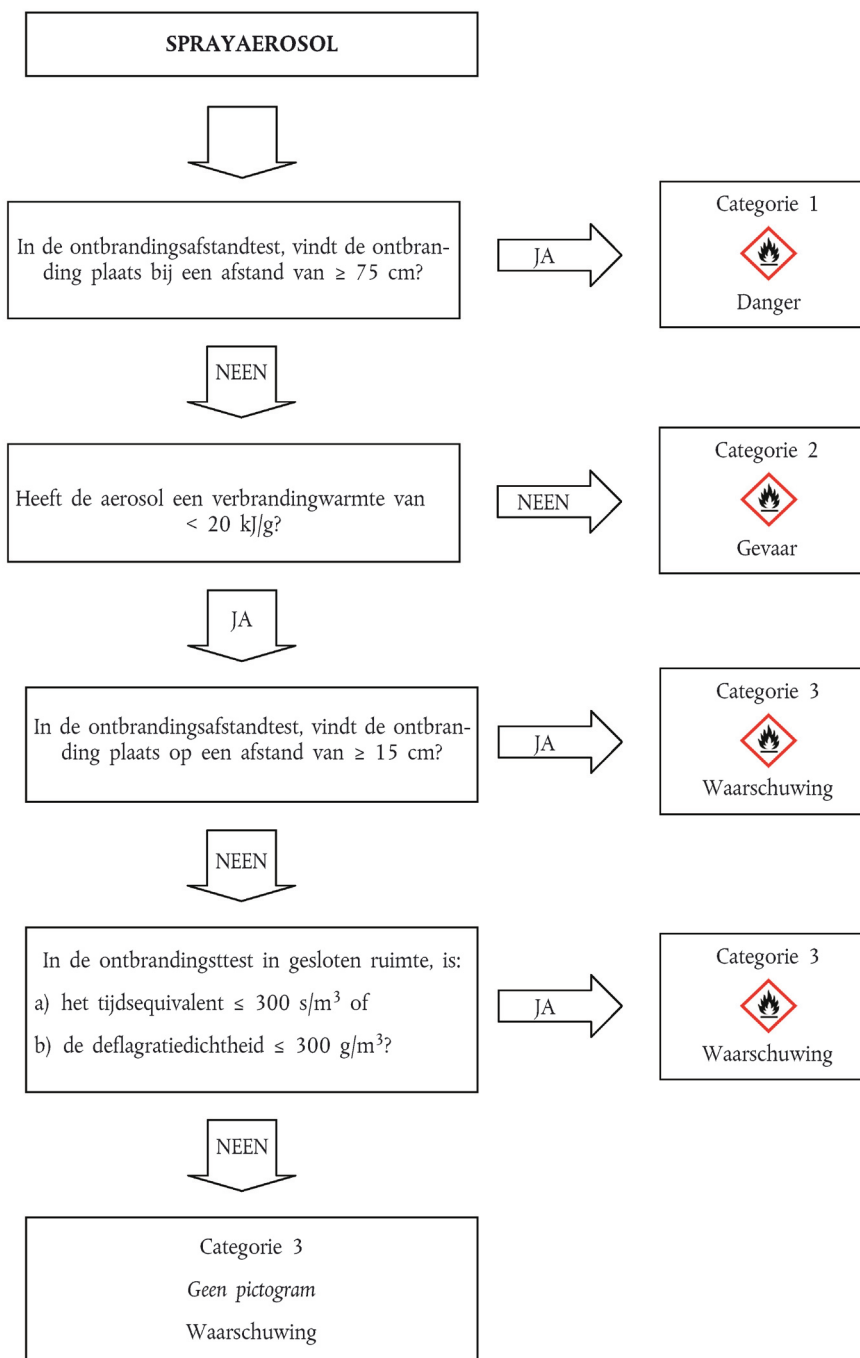 SPRAYAEROSOL
In de ontbrandingsafstandtest, vindt de ontbran-
ding plaats bij een afstand van ≥ 75 cm?
JA
Categorie 1
Danger
NEEN
Heeft de aerosol een verbrandingwarmte van
< 20 kJ/g?
NEEN
Categorie 2
Gevaar
JA
In de ontbrandingsafstandtest, vindt de ontbran-
ding plaats op een afstand van ≥ 15 cm?
JA
Categorie 3
Waarschuwing
NEEN
In de ontbrandingsttest in gesloten ruimte, is:
a) het tijdsequivalent ≤ 300 s/m³ of
b) de deflagratiedichtheid ≤ 300 g/m³?
JA
Categorie 3
Waarschuwing
NEEN
Categorie 3
Geen pictogram
Waarschuwing